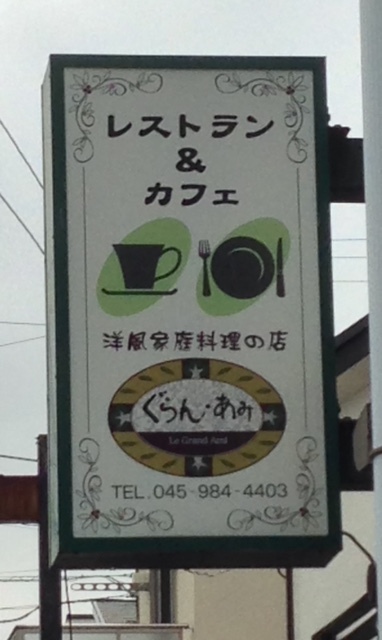 レストラン
&
カフェ
洋風家庭料理の店
ぐらん・あみ
Le Grand Ami
TEL.045-984-4403